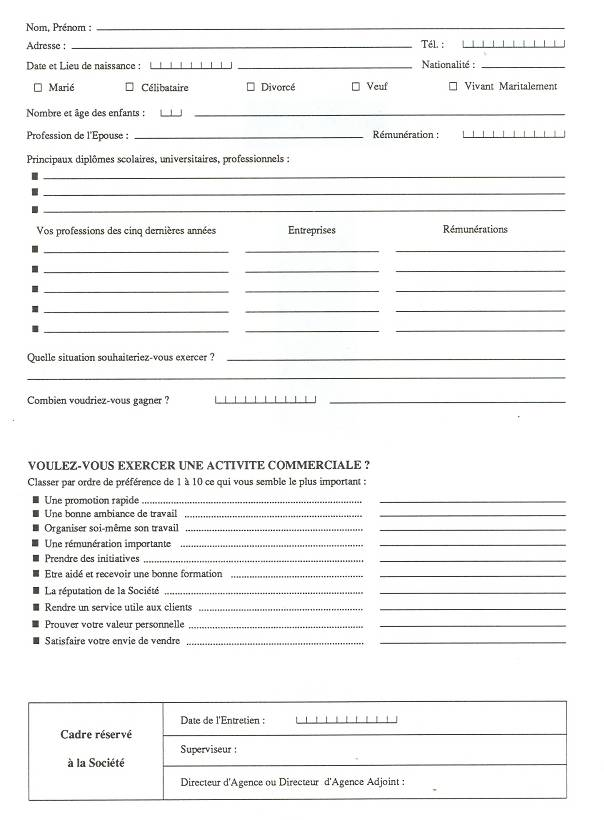 Nom, Prénom :
Adresse : Tél. :
Date et Lieu de naissance : Nationalité :
☐ Marié ☐ Célibataire ☐ Divorcé ☐ Veuf ☐ Vivant Maritalement
Nombre et âge des enfants :
Profession de l'Epouse : Rémunération :
Principaux diplômes scolaires, universitaires, professionnels :
Vos professions des cinq dernières années Entreprises Rémunérations
Quelle situation souhaiteriez-vous exercer ?
Combien voudriez-vous gagner ?
VOULEZ-VOUS EXERCER UNE ACTIVITE COMMERCIALE ?
Classer par ordre de préférence de 1 à 10 ce qui vous semble le plus important :
■ Une promotion rapide
■ Une bonne ambiance de travail
■ Organiser soi-même son travail
■ Une rémunération importante
■ Prendre des initiatives
■ Etre aidé et recevoir une bonne formation
■ La réputation de la Société
■ Rendre un service utile aux clients
■ Prouver votre valeur personnelle
■ Satisfaire votre envie de vendre
Cadre réservé
à la Société
Date de l'Entretien :
Superviseur :
Directeur d'Agence ou Directeur d'Agence Adjoint :